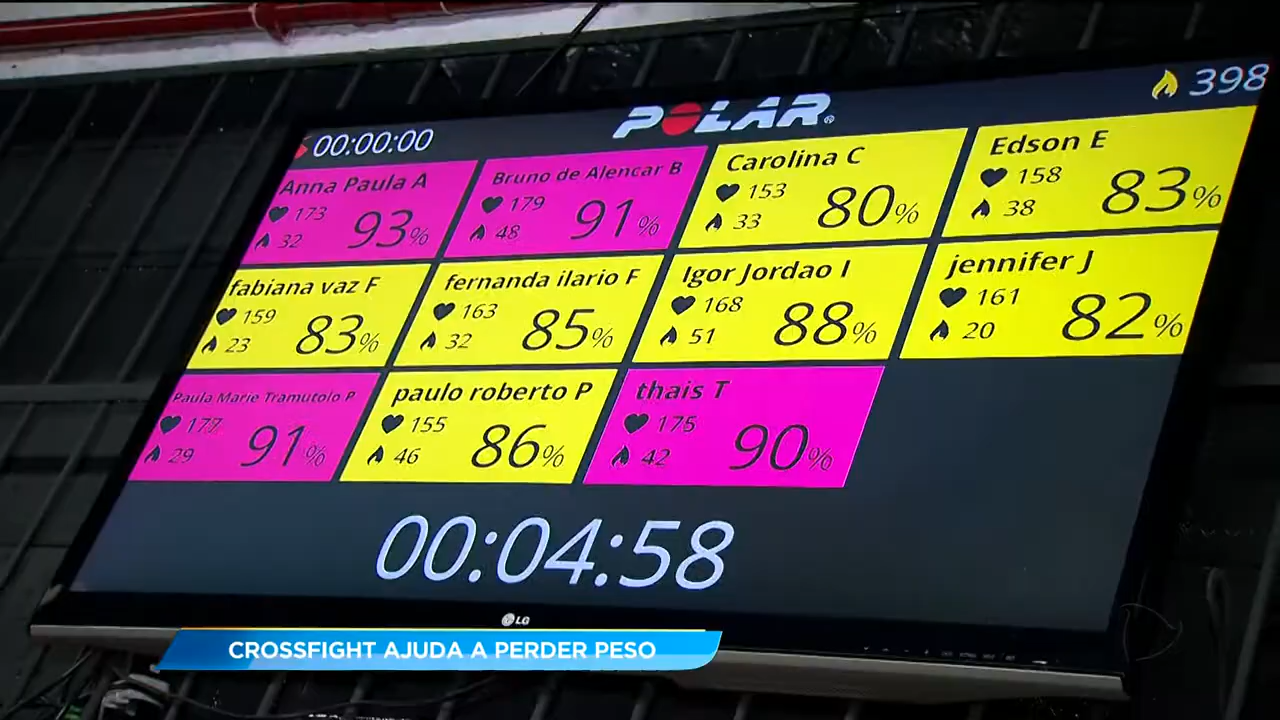 398
00:00:00
POLAR
Anna Paula A
173
32
93%
Bruno de Alencar B
179
48
91%
Carolina C
153
33
80%
Edson E
158
38
83%
fabiana vaz F
159
23
83%
fernanda ilario F
163
32
85%
Igor Jordao I
168
51
88%
jennifer J
161
20
82%
Paula Marie Tramutolo P
177
29
91%
paulo roberto P
155
46
86%
thais T
175
42
90%
00:04:58
LG
CROSSFIGHT AJUDA A PERDER PESO